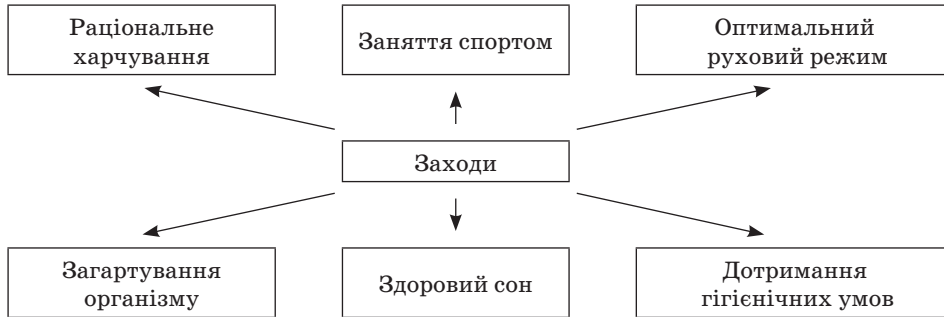 Раціональне
харчування
Заняття спортом
Оптимальний
руховий режим
Заходи
Загартування
організму
Здоровий сон
Дотримання
гігієнічних умов